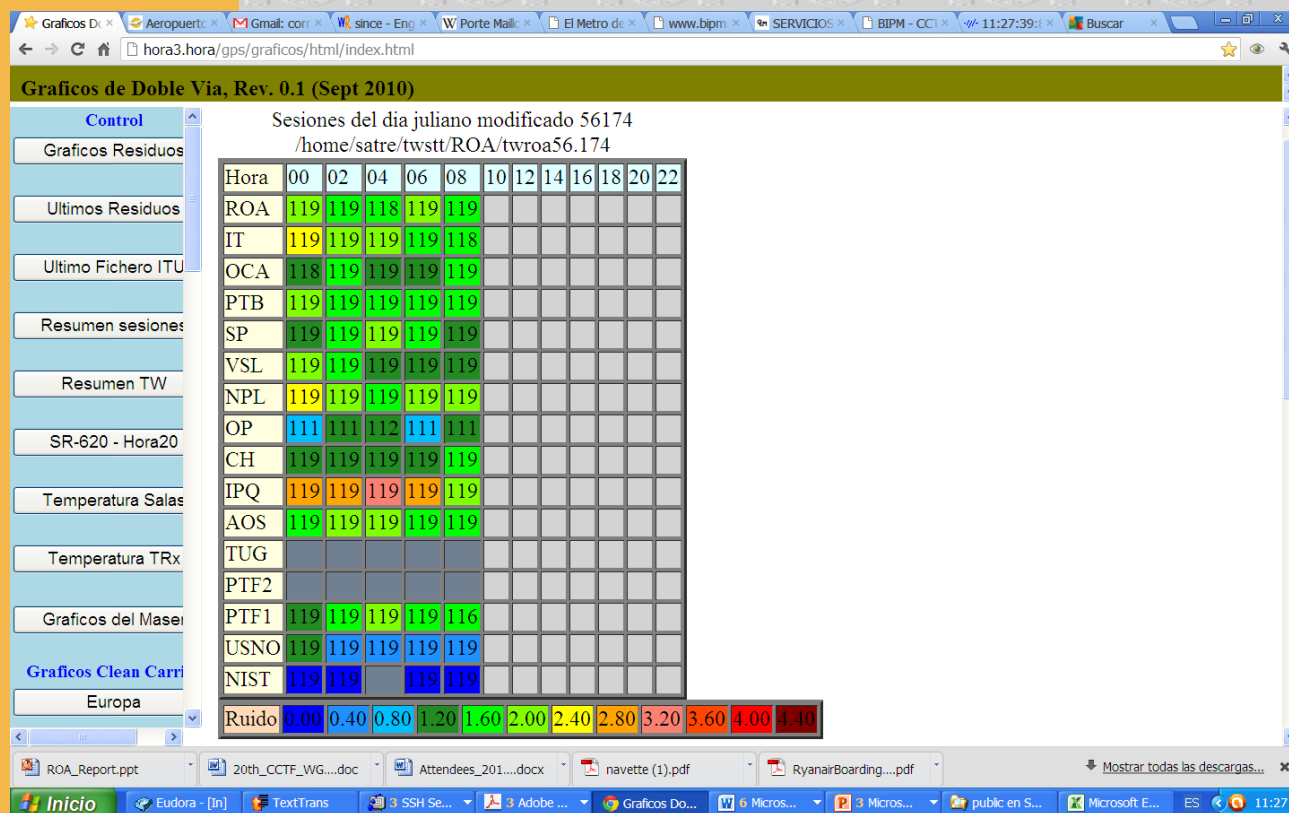 Graficos Do
Aeropuertc
Gmail: corr
since - Eng
Porte Mailc
El Metro de
www.bipm.
SERVICIOS
BIPM - CCT
11:27:39:
Buscar
hora3.hora/gps/graficos/html/index.html
Graficos de Doble Via, Rev. 0.1 (Sept 2010)
Control
Graficos Residuos
Ultimos Residuos
Ultimo Fichero ITU
Resumen sesiones
Resumen TW
SR-620 - Hora20
Temperatura Salas
Temperatura TRx
Graficos del Maser
Graficos Clean Carri
Europa
Sesiones del dia juliano modificado 56174
/home/satre/twstt/ROA/twroa56.174
Hora 00 02 04 06 08 10 12 14 16 18 20 22
ROA 119 119 118 119 119
IT 119 119 119 119 118
OCA 118 119 119 119 119
PTB 119 119 119 119 119
SP 119 119 119 119 119
VSL 119 119 119 119 119
NPL 119 119 119 119 119
OP 111 111 112 111 111
CH 119 119 119 119 119
IPQ 119 119 119 119 119
AOS 119 119 119 119 119
TUG
PTF2
PTF1 119 119 119 119 116
USNO 119 119 119 119 119
NIST 119 119 119 119
Ruido 0.00 0.40 0.80 1.20 1.60 2.00 2.40 2.80 3.20 3.60 4.00 4.40
ROA_Report.ppt
20th_CCTF_WG....doc
Attendees_201....docx
navette (1).pdf
RyanairBoarding....pdf
Mostrar todas las descargas...
Inicio
Eudora - [In]
TextTrans
3 SSH Se...
3 Adobe ...
Graficos Do...
6 Micros...
3 Micros...
public en S...
Microsoft E...
ES
11:27